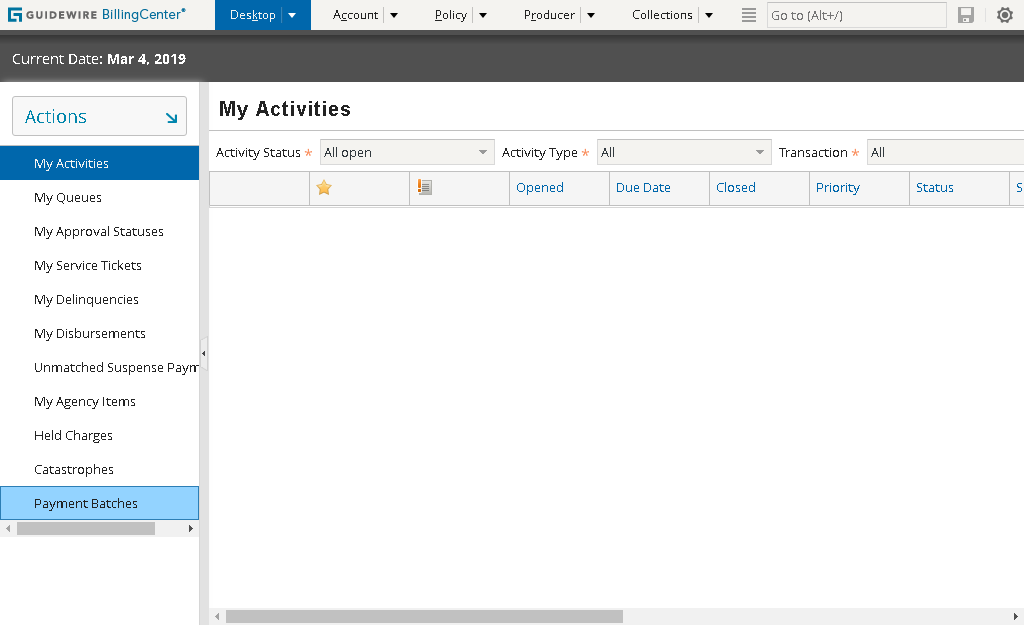 GUIDEWIRE BillingCenter Desktop Account Policy Producer Collections Go to (Alt+/)
Current Date: Mar 4, 2019
Actions
My Activities
My Queues
My Approval Statuses
My Service Tickets
My Delinquencies
My Disbursements
Unmatched Suspense Paym
My Agency Items
Held Charges
Catastrophes
Payment Batches
My Activities
Activity Status * All open Activity Type * All Transaction * All
Opened Due Date Closed Priority Status S